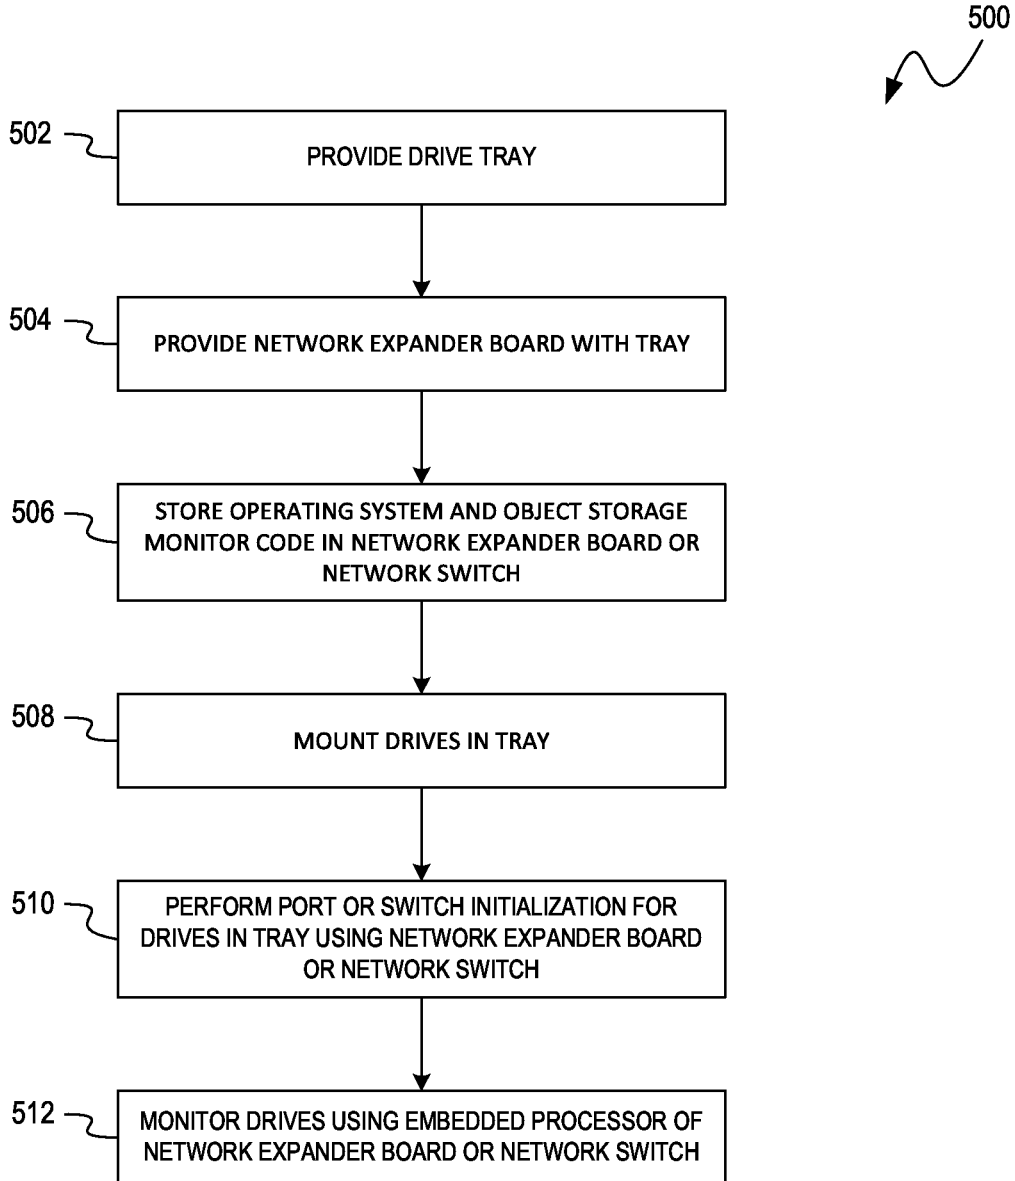 500
502
PROVIDE DRIVE TRAY
504
PROVIDE NETWORK EXPANDER BOARD WITH TRAY
506
STORE OPERATING SYSTEM AND OBJECT STORAGE
MONITOR CODE IN NETWORK EXPANDER BOARD OR
NETWORK SWITCH
508
MOUNT DRIVES IN TRAY
510
PERFORM PORT OR SWITCH INITIALIZATION FOR
DRIVES IN TRAY USING NETWORK EXPANDER BOARD
OR NETWORK SWITCH
512
MONITOR DRIVES USING EMBEDDED PROCESSOR OF
NETWORK EXPANDER BOARD OR NETWORK SWITCH